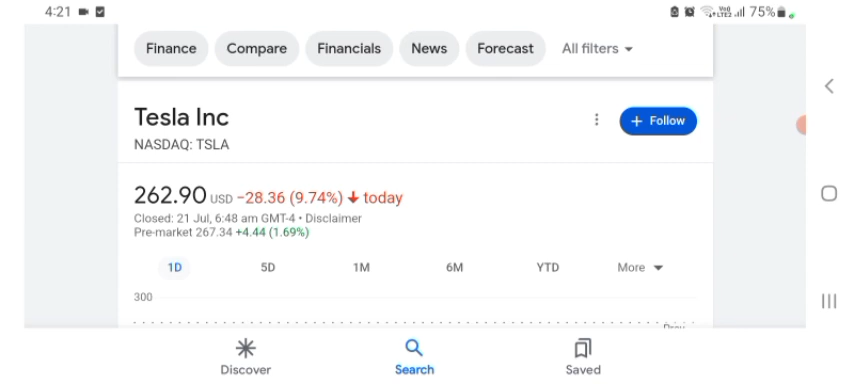 4:21 75%
Finance Compare Financials News Forecast All filters
Tesla Inc
+ Follow
NASDAQ: TSLA
262.90 USD −28.36 (9.74%) today
Closed: 21 Jul, 6:48 am GMT-4 • Disclaimer
Pre-market 267.34 +4.44 (1.69%)
1D 5D 1M 6M YTD More
300
Discover Search Saved